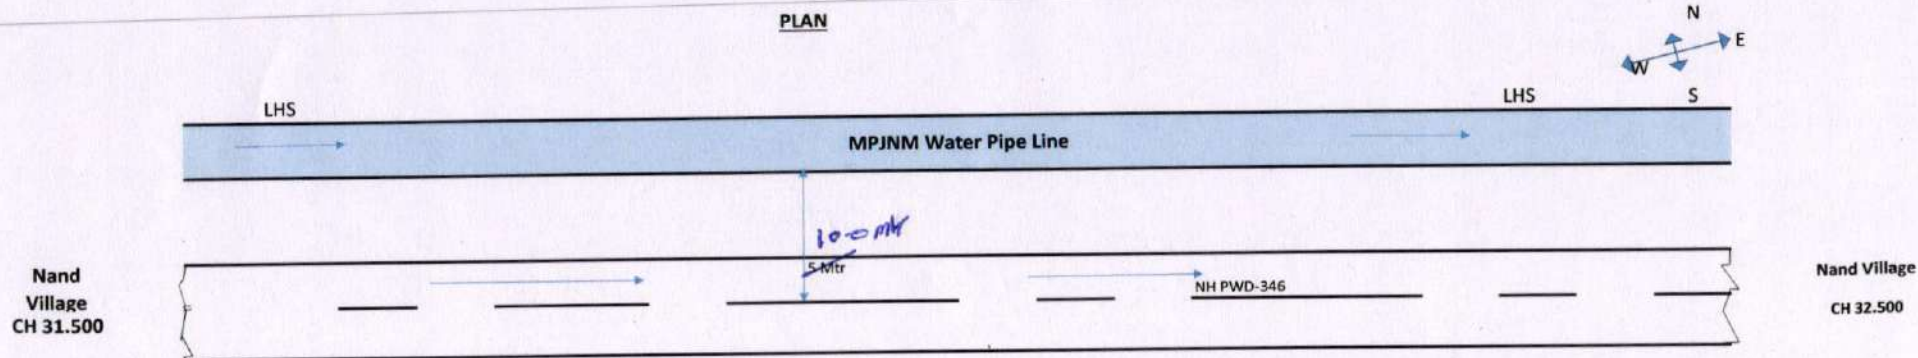 PLAN
N
E
W
S
LHS
LHS
MPJNM Water Pipe Line
10-0 Mtr
5 Mtr
Nand
Village
CH 31.500
NH PWD-346
Nand Village
CH 32.500